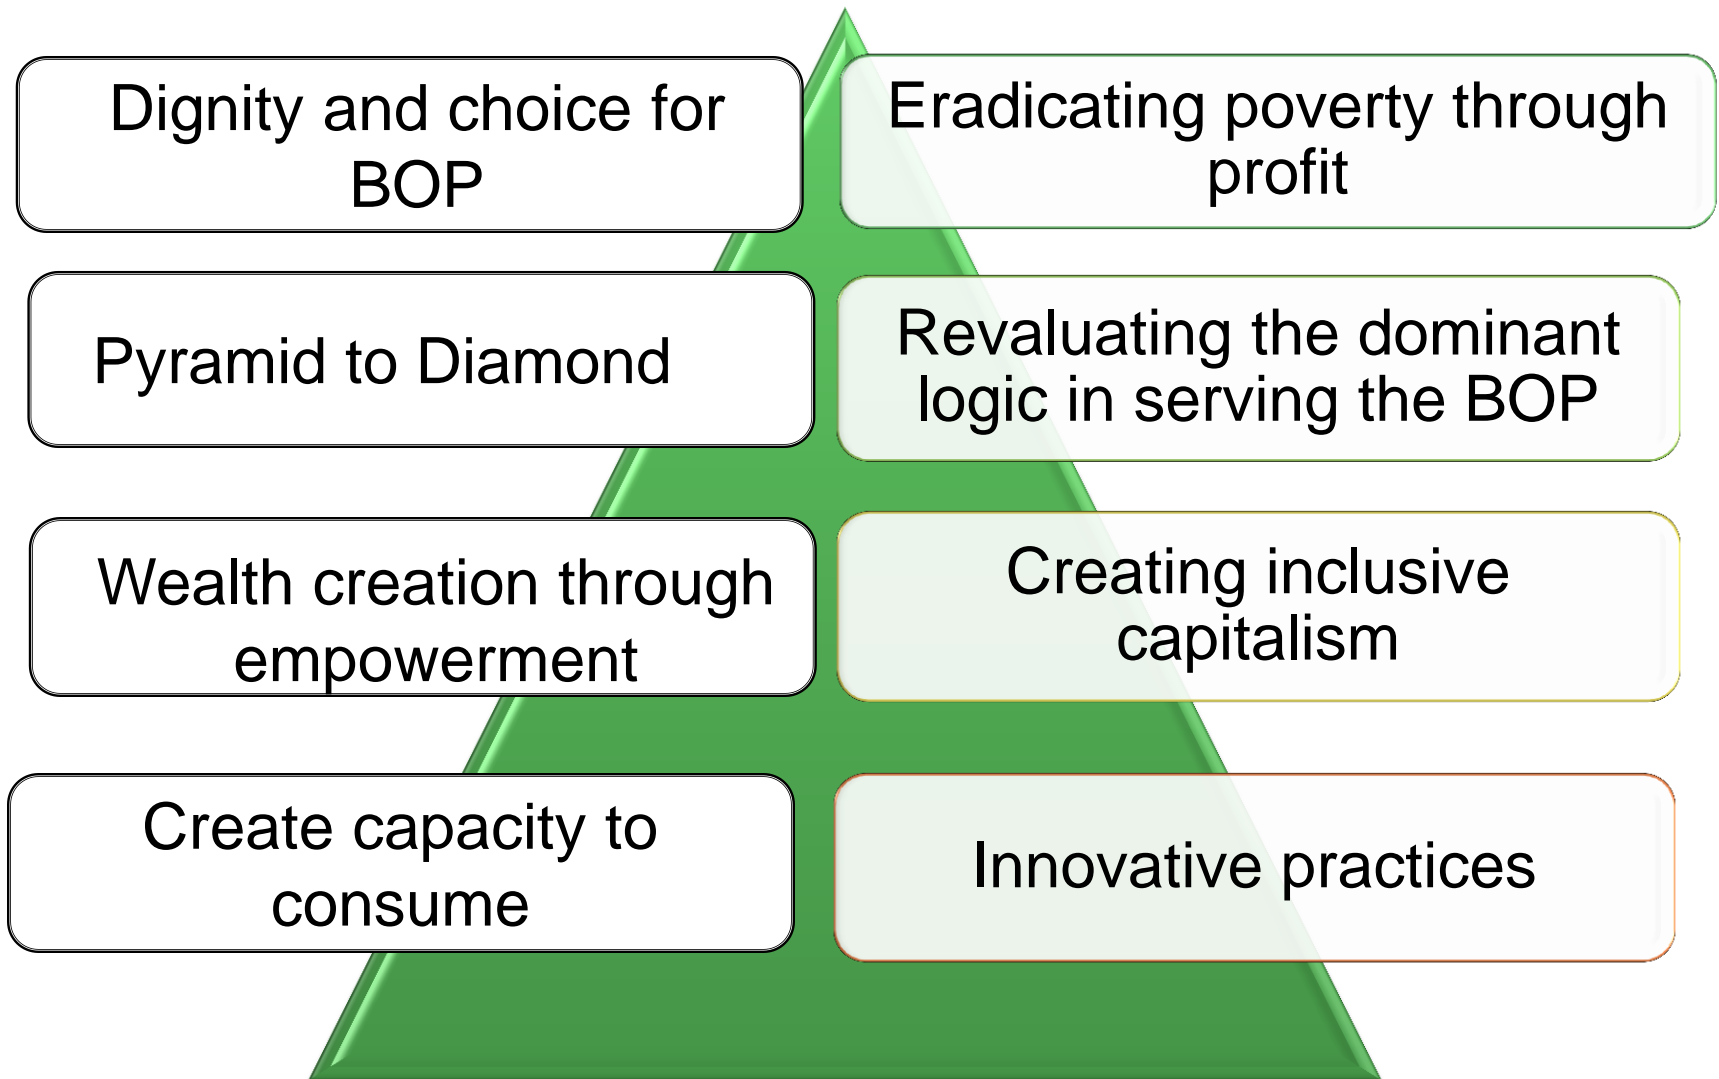 Dignity and choice for
BOP
Eradicating poverty through
profit
Pyramid to Diamond
Revaluating the dominant
logic in serving the BOP
Wealth creation through
empowerment
Creating inclusive
capitalism
Create capacity to
consume
Innovative practices